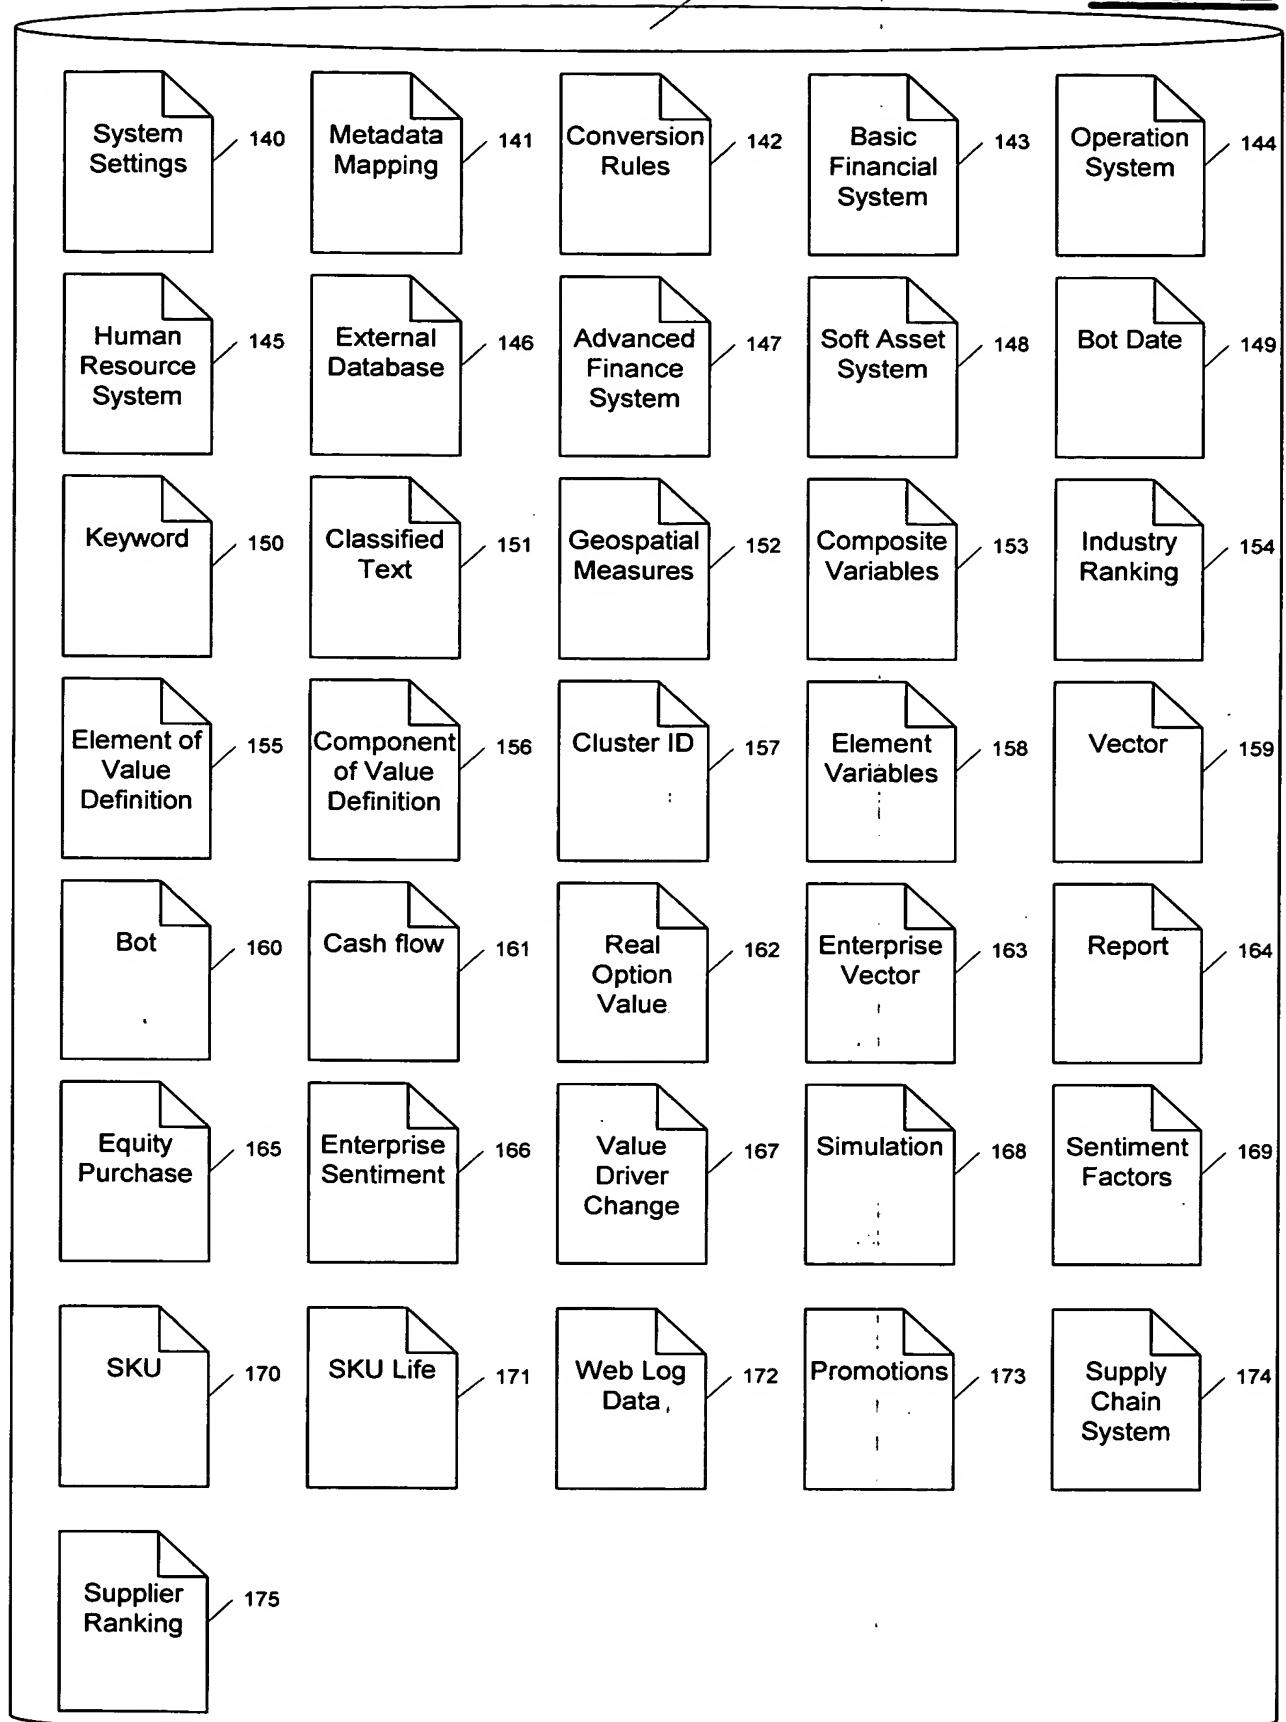 System
Settings
140
Metadata
Mapping
141
Conversion
Rules
142
Basic
Financial
System
143
Operation
System
144
Human
Resource
System
145
External
Database
146
Advanced
Finance
System
147
Soft Asset
System
148
Bot Date
149
Keyword
150
Classified
Text
151
Geospatial
Measures
152
Composite
Variables
153
Industry
Ranking
154
Element of
Value
Definition
155
Component
of Value
Definition
156
Cluster ID
157
Element
Variables
158
Vector
159
Bot
160
Cash flow
161
Real
Option
Value
162
Enterprise
Vector
163
Report
164
Equity
Purchase
165
Enterprise
Sentiment
166
Value
Driver
Change
167
Simulation
168
Sentiment
Factors
169
SKU
170
SKU Life
171
Web Log
Data
172
Promotions
173
Supply
Chain
System
174
Supplier
Ranking
175